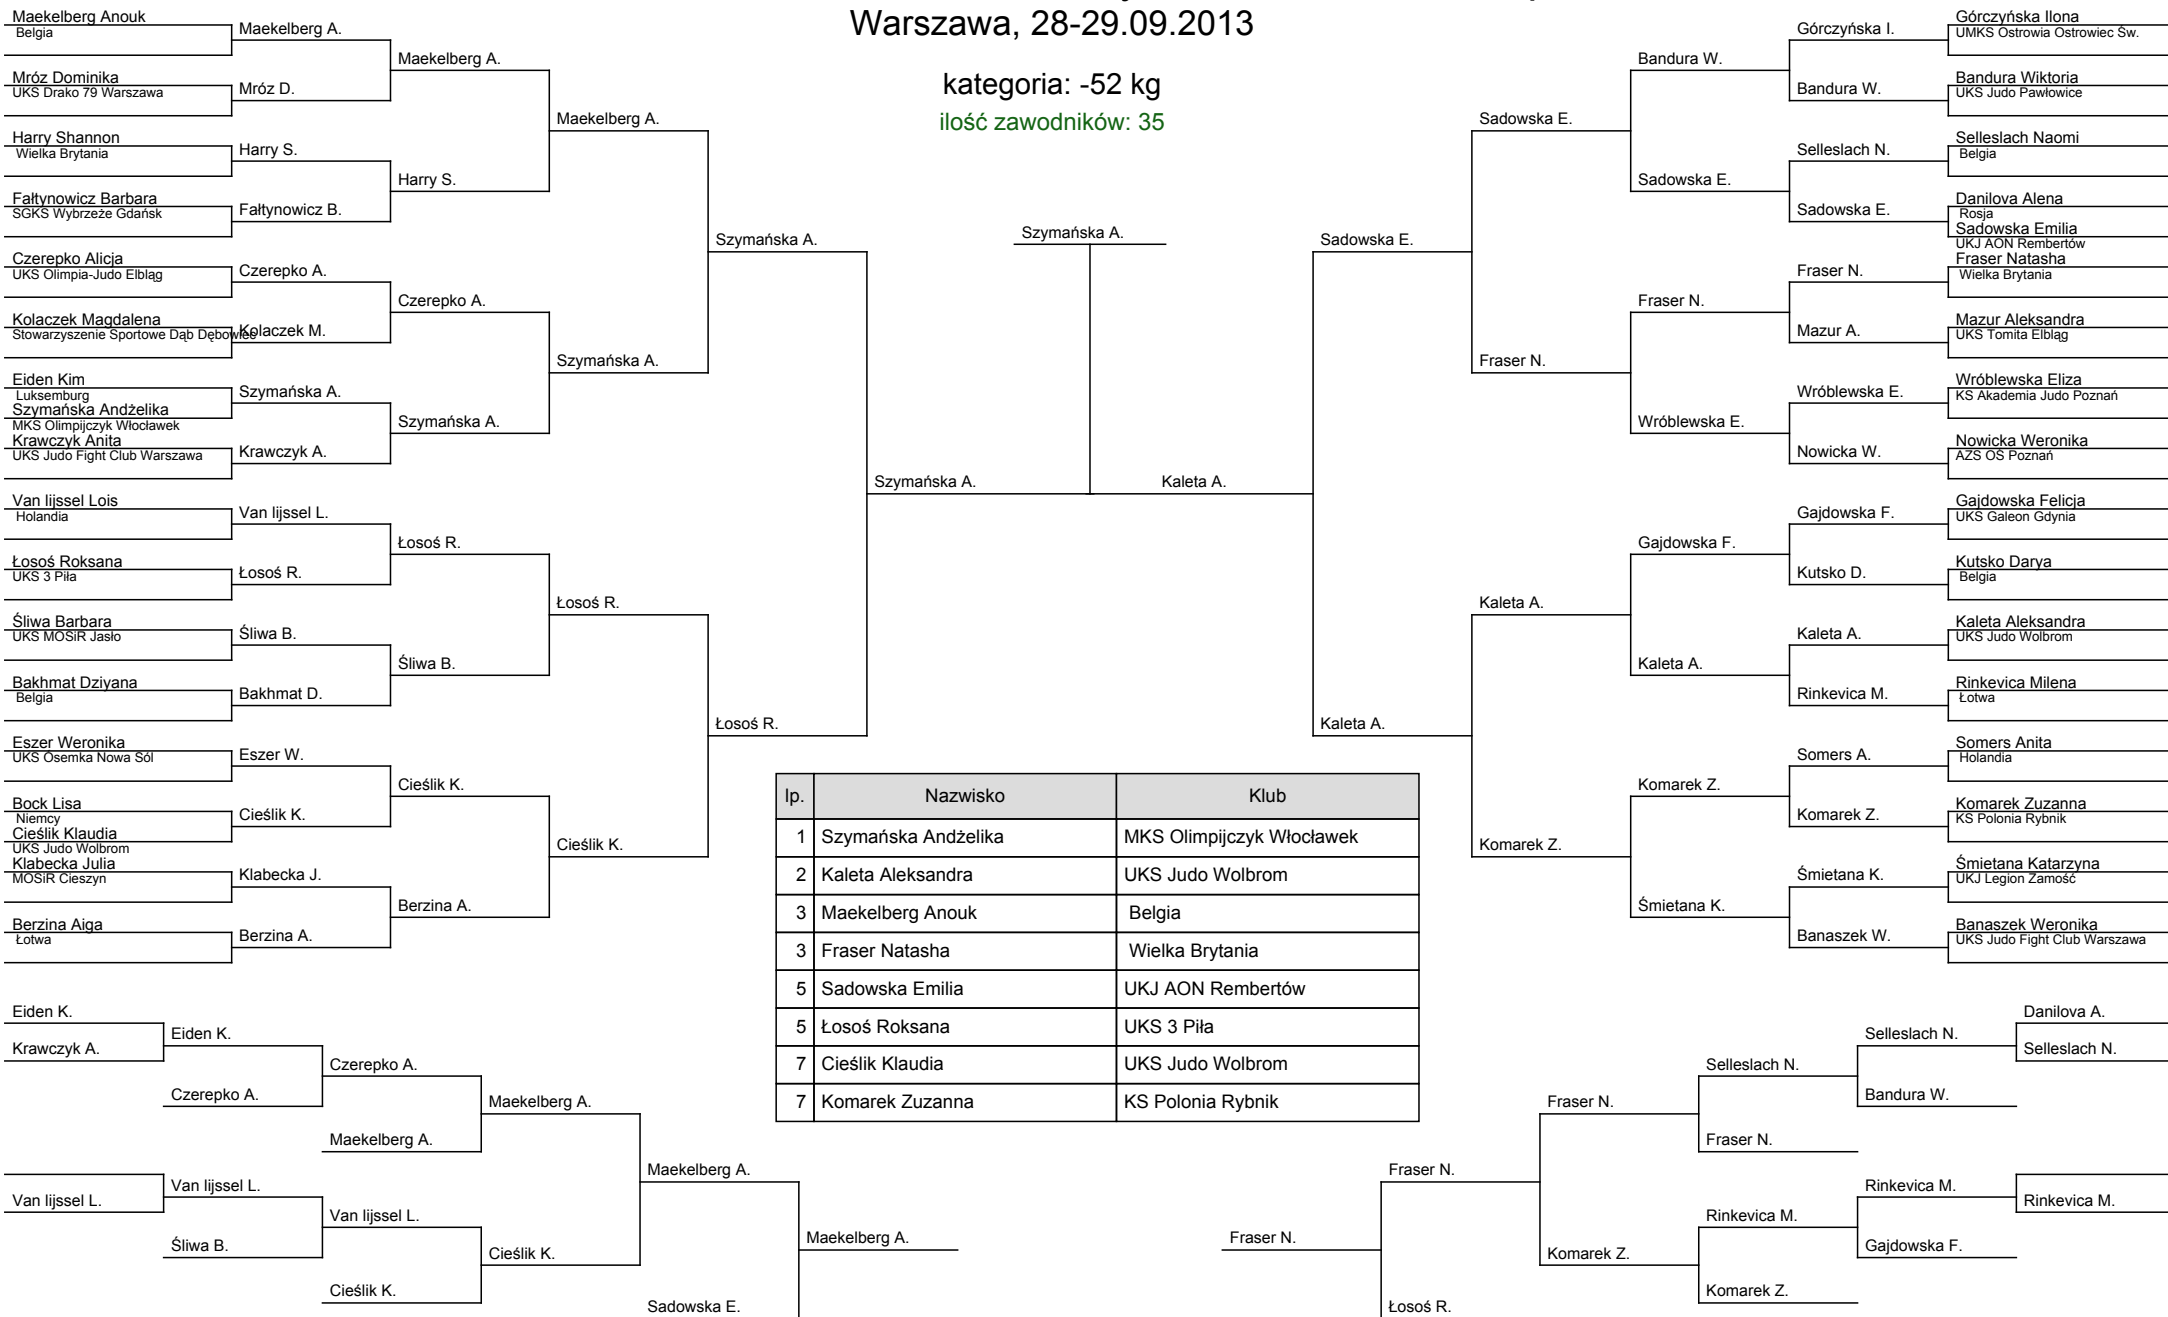 Warszawa, 28-29.09.2013
kategoria: -52 kg
ilość zawodników: 35
Maekelberg Anouk
Belgia
Mróz Dominika
UKS Drako 79 Warszawa
Harry Shannon
Wielka Brytania
Fałtynowicz Barbara
SGKS Wybrzeże Gdańsk
Czerepko Alicja
UKS Olimpia-Judo Elbląg
Kolaczek Magdalena
Stowarzyszenie Sportowe Dąb Dębowiec
Eiden Kim
Luksemburg
Szymańska Andżelika
MKS Olimpijczyk Włocławek
Krawczyk Anita
UKS Judo Fight Club Warszawa
Van lijssel Lois
Holandia
Łosoś Roksana
UKS 3 Piła
Śliwa Barbara
UKS MOSiR Jasło
Bakhmat Dziyana
Belgia
Eszer Weronika
UKS Ósemka Nowa Sól
Bock Lisa
Niemcy
Cieślik Klaudia
UKS Judo Wolbrom
Klabecka Julia
MOSiR Cieszyn
Berzina Aiga
Łotwa
Maekelberg A.
Mróz D.
Harry S.
Fałtynowicz B.
Czerepko A.
Kolaczek M.
Szymańska A.
Krawczyk A.
Van lijssel L.
Łosoś R.
Śliwa B.
Bakhmat D.
Eszer W.
Cieślik K.
Klabecka J.
Berzina A.
Maekelberg A.
Harry S.
Czerepko A.
Szymańska A.
Łosoś R.
Śliwa B.
Cieślik K.
Berzina A.
Maekelberg A.
Szymańska A.
Łosoś R.
Cieślik K.
Szymańska A.
Łosoś R.
Szymańska A.
Szymańska A.
Kaleta A.
Sadowska E.
Kaleta A.
Sadowska E.
Fraser N.
Kaleta A.
Komarek Z.
Bandura W.
Sadowska E.
Fraser N.
Wróblewska E.
Gajdowska F.
Kaleta A.
Komarek Z.
Śmietana K.
Górczyńska I.
Bandura W.
Selleslach N.
Sadowska E.
Fraser N.
Mazur A.
Wróblewska E.
Nowicka W.
Gajdowska F.
Kutsko D.
Kaleta A.
Rinkevica M.
Somers A.
Komarek Z.
Śmietana K.
Banaszek W.
Górczyńska Ilona
UMKS Ostrowia Ostrowiec Św.
Bandura Wiktoria
UKS Judo Pawłowice
Selleslach Naomi
Belgia
Danilova Alena
Rosja
Sadowska Emilia
UKJ AON Rembertów
Fraser Natasha
Wielka Brytania
Mazur Aleksandra
UKS Tomita Elbląg
Wróblewska Eliza
KS Akademia Judo Poznań
Nowicka Weronika
AZS OŚ Poznań
Gajdowska Felicja
UKS Galeon Gdynia
Kutsko Darya
Belgia
Kaleta Aleksandra
UKS Judo Wolbrom
Rinkevica Milena
Łotwa
Somers Anita
Holandia
Komarek Zuzanna
KS Polonia Rybnik
Śmietana Katarzyna
UKJ Legion Zamość
Banaszek Weronika
UKS Judo Fight Club Warszawa
lp. Nazwisko Klub
1 Szymańska Andżelika MKS Olimpijczyk Włocławek
2 Kaleta Aleksandra UKS Judo Wolbrom
3 Maekelberg Anouk Belgia
3 Fraser Natasha Wielka Brytania
5 Sadowska Emilia UKJ AON Rembertów
5 Łosoś Roksana UKS 3 Piła
7 Cieślik Klaudia UKS Judo Wolbrom
7 Komarek Zuzanna KS Polonia Rybnik
Eiden K.
Krawczyk A.
Van lijssel L.
Eiden K.
Czerepko A.
Van lijssel L.
Śliwa B.
Czerepko A.
Maekelberg A.
Van lijssel L.
Cieślik K.
Maekelberg A.
Cieślik K.
Maekelberg A.
Sadowska E.
Maekelberg A.
Fraser N.
Fraser N.
Łosoś R.
Fraser N.
Komarek Z.
Selleslach N.
Fraser N.
Rinkevica M.
Komarek Z.
Selleslach N.
Bandura W.
Rinkevica M.
Gajdowska F.
Danilova A.
Selleslach N.
Rinkevica M.